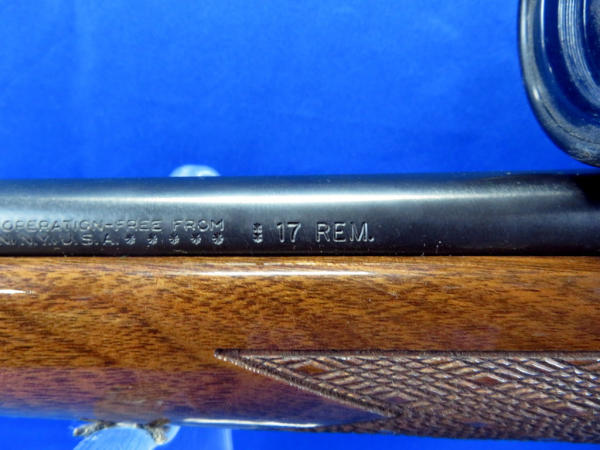 OPERATION-FREE FROM
N.Y. U.S.A.
17 REM.